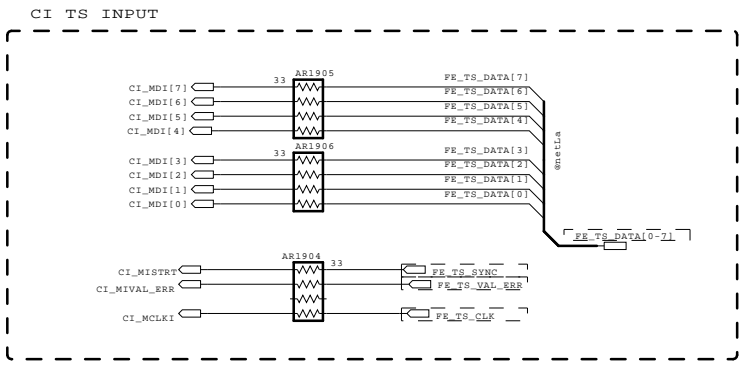 CI TS INPUT
AR1905
33
CI_MDI[7] FE_TS_DATA[7]
CI_MDI[6] FE_TS_DATA[6]
CI_MDI[5] FE_TS_DATA[5]
CI_MDI[4] FE_TS_DATA[4]
AR1906
33
CI_MDI[3] FE_TS_DATA[3]
CI_MDI[2] FE_TS_DATA[2]
CI_MDI[1] FE_TS_DATA[1]
CI_MDI[0] FE_TS_DATA[0]
@netLa
FE_TS_DATA[0-7]
AR1904
33
CI_MISTRT FE_TS_SYNC
CI_MIVAL_ERR FE_TS_VAL_ERR
CI_MCLKI FE_TS_CLK